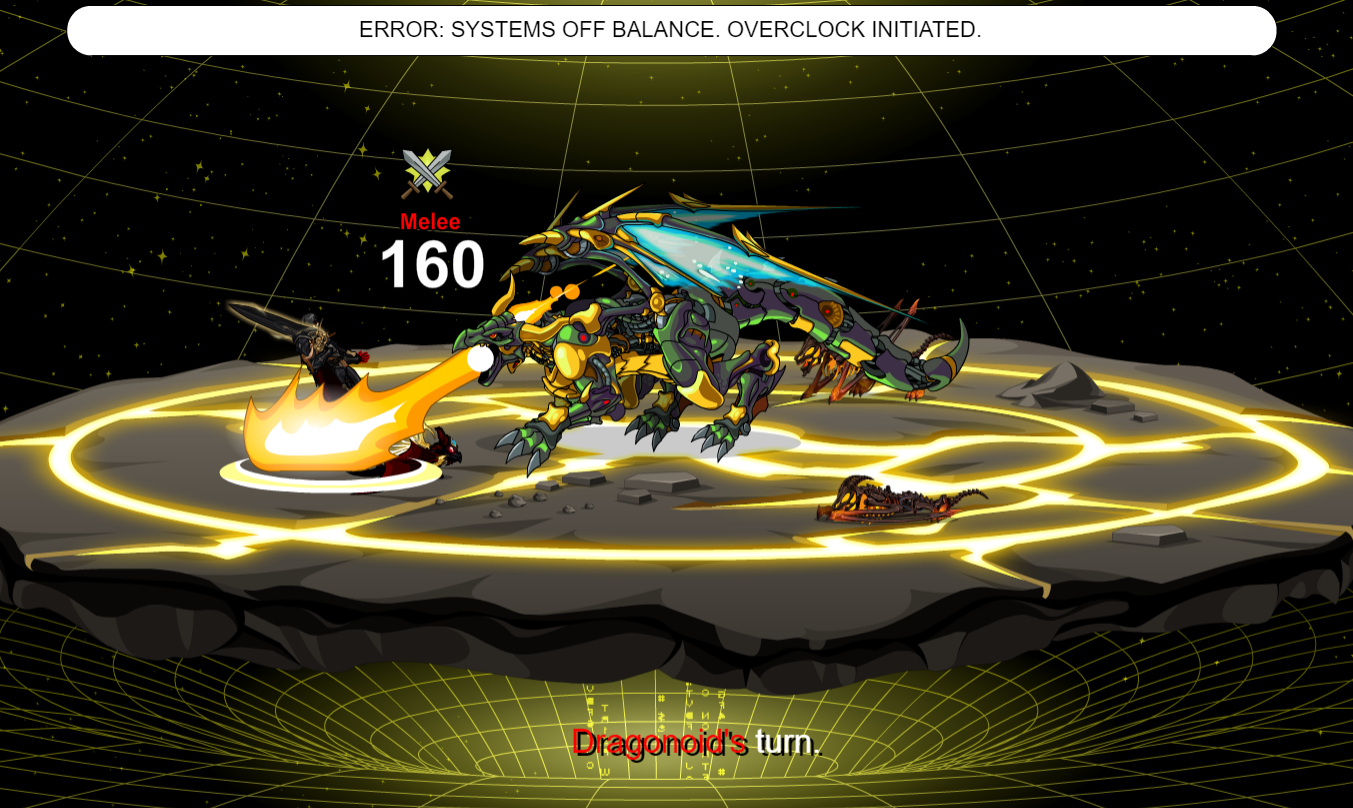 ERROR: SYSTEMS OFF BALANCE. OVERCLOCK INITIATED.
Melee
160
Dragonoid's turn.